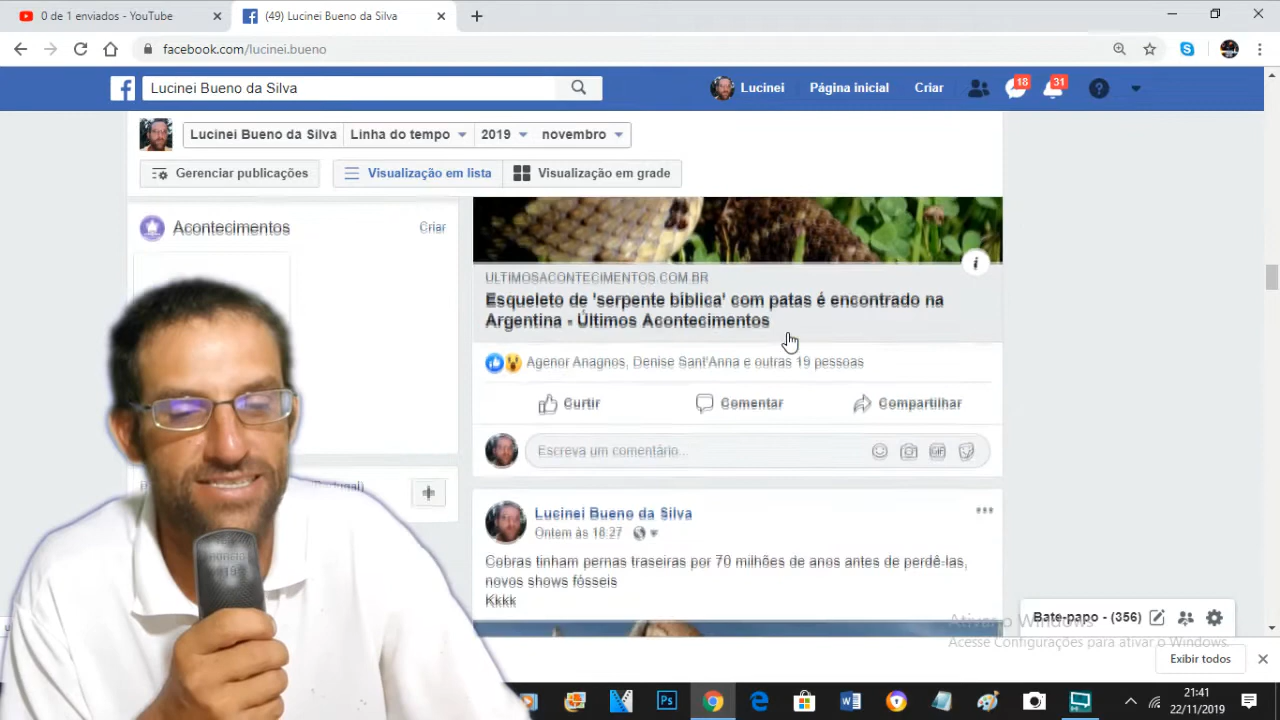 0 de 1 enviados - YouTube
(49) Lucinei Bueno da Silva
facebook.com/lucinei.bueno
Lucinei Bueno da Silva
Lucinei
Página inicial
Criar
18
31
Lucinei Bueno da Silva
Linha do tempo
2019
novembro
Gerenciar publicações
Visualização em lista
Visualização em grade
Acontecimentos
Criar
ULTIMOSACONTECIMENTOS.COM.BR
Esqueleto de 'serpente bíblica' com patas é encontrado na
Argentina - Últimos Acontecimentos
Agenor Anagnos, Denise Sant'Anna e outras 19 pessoas
Curtir
Comentar
Compartilhar
Escreva um comentário...
GIF
Lucinei Bueno da Silva
Ontem às 16:27
Cobras tinham pernas traseiras por 70 milhões de anos antes de perdê-las,
novos shows fósseis
Kkkk
Bate-papo - (356)
Ativar o Windows
Acesse Configurações para ativar o Windows.
Exibir todos
21:41
22/11/2019